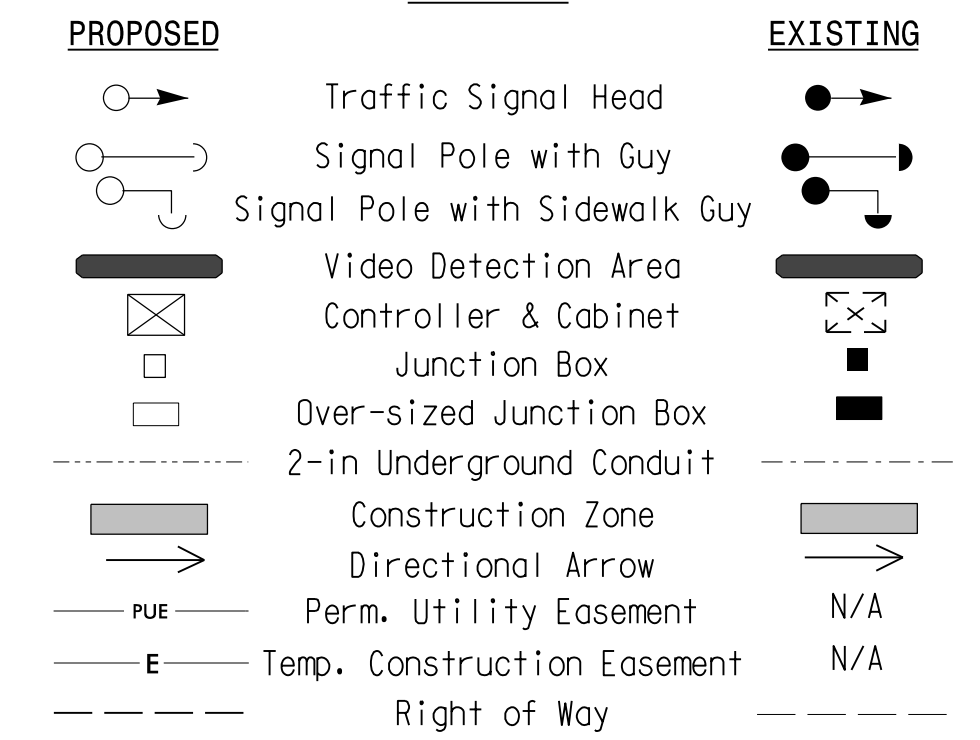 PROPOSED EXISTING
Traffic Signal Head
Signal Pole with Guy
Signal Pole with Sidewalk Guy
Video Detection Area
Controller & Cabinet
Junction Box
Over-sized Junction Box
2-in Underground Conduit
Construction Zone
Directional Arrow
PUE Perm. Utility Easement N/A
E Temp. Construction Easement N/A
Right of Way